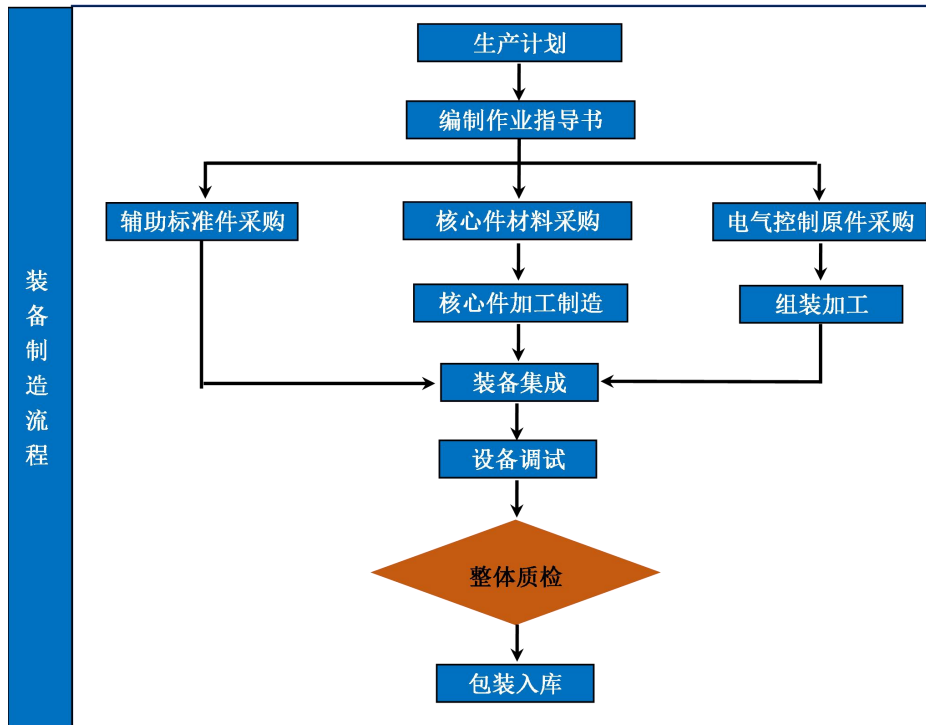 装备制造流程
生产计划
编制作业指导书
辅助标准件采购
核心件材料采购
电气控制原件采购
核心件加工制造
组装加工
装备集成
设备调试
整体质检
包装入库